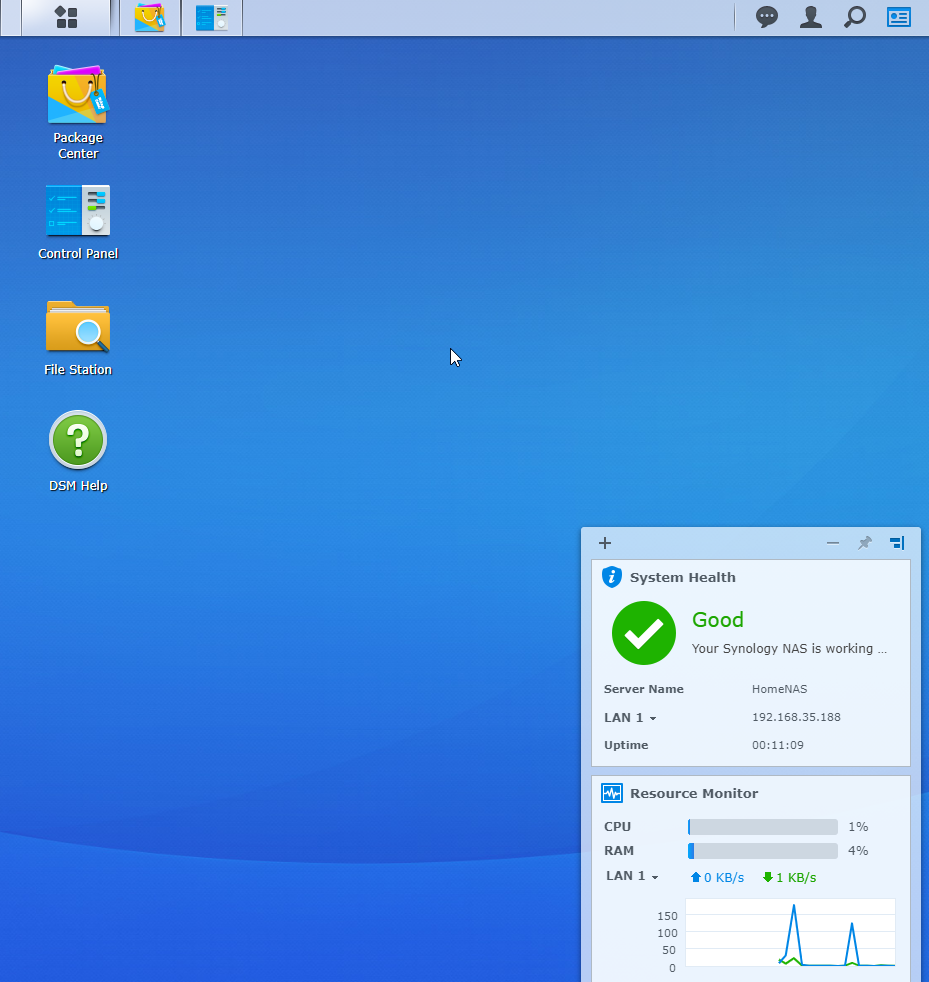 Package
Center
Control Panel
File Station
DSM Help
System Health
Good
Your Synology NAS is working ...
Server Name HomeNAS
LAN 1 192.168.35.188
Uptime 00:11:09
Resource Monitor
CPU 1%
RAM 4%
LAN 1 0 KB/s 1 KB/s
150
100
50
0